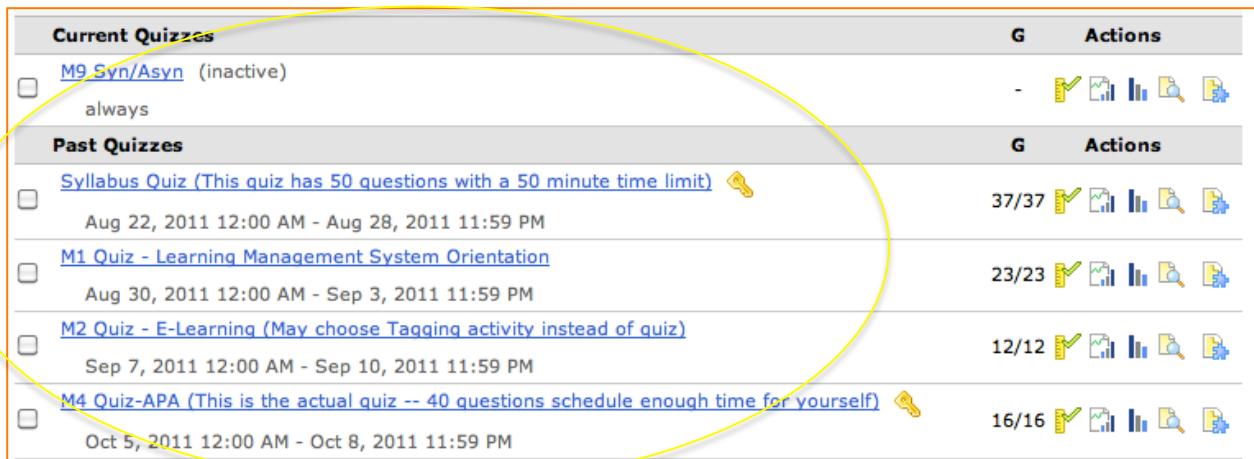 Current Quizzes G Actions
M9 Syn/Asyn (inactive)
always
-
Past Quizzes G Actions
Syllabus Quiz (This quiz has 50 questions with a 50 minute time limit)
37/37
Aug 22, 2011 12:00 AM - Aug 28, 2011 11:59 PM
M1 Quiz - Learning Management System Orientation
23/23
Aug 30, 2011 12:00 AM - Sep 3, 2011 11:59 PM
M2 Quiz - E-Learning (May choose Tagging activity instead of quiz)
12/12
Sep 7, 2011 12:00 AM - Sep 10, 2011 11:59 PM
M4 Quiz-APA (This is the actual quiz -- 40 questions schedule enough time for yourself)
16/16
Oct 5, 2011 12:00 AM - Oct 8, 2011 11:59 PM